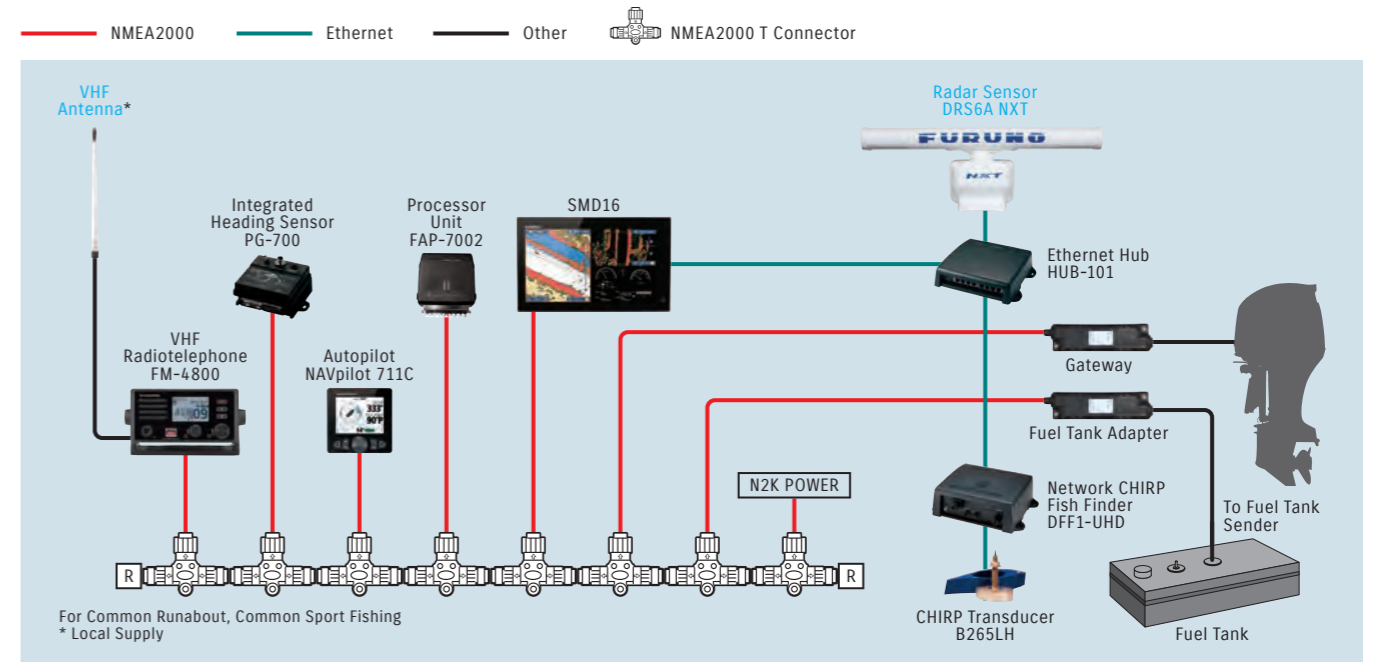 NMEA2000
Ethernet
Other
NMEA2000 T Connector
VHF
Antenna*
Radar Sensor
DRS6A NXT
FURUNO
NXT
Integrated
Heading Sensor
PG-700
Processor
Unit
FAP-7002
SMD16
Ethernet Hub
HUB-101
VHF
Radiotelephone
FM-4800
Autopilot
NAVpilot 711C
333°
90°P
09
Gateway
Fuel Tank Adapter
N2K POWER
Network CHIRP
Fish Finder
DFF1-UHD
To Fuel Tank
Sender
R
R
For Common Runabout, Common Sport Fishing
* Local Supply
CHIRP Transducer
B265LH
Fuel Tank